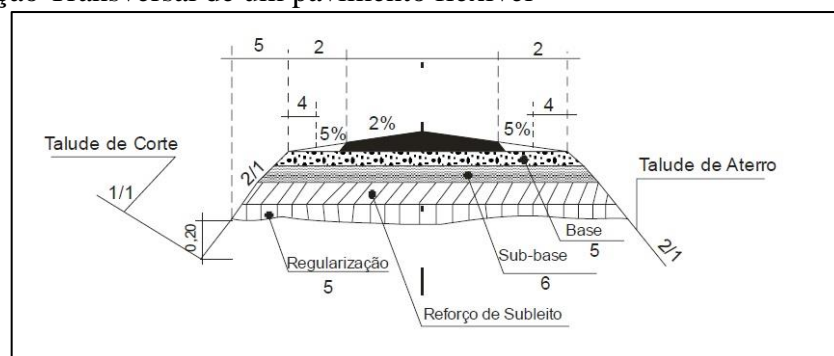 ção Transversal de um pavimento flexível
5 2 2
4 4
5% 2% 5%
Talude de Corte
Talude de Aterro
1/1
2/1
0,20
Base
5
2/1
Regularização
5
Sub-base
6
Reforço de Subleito